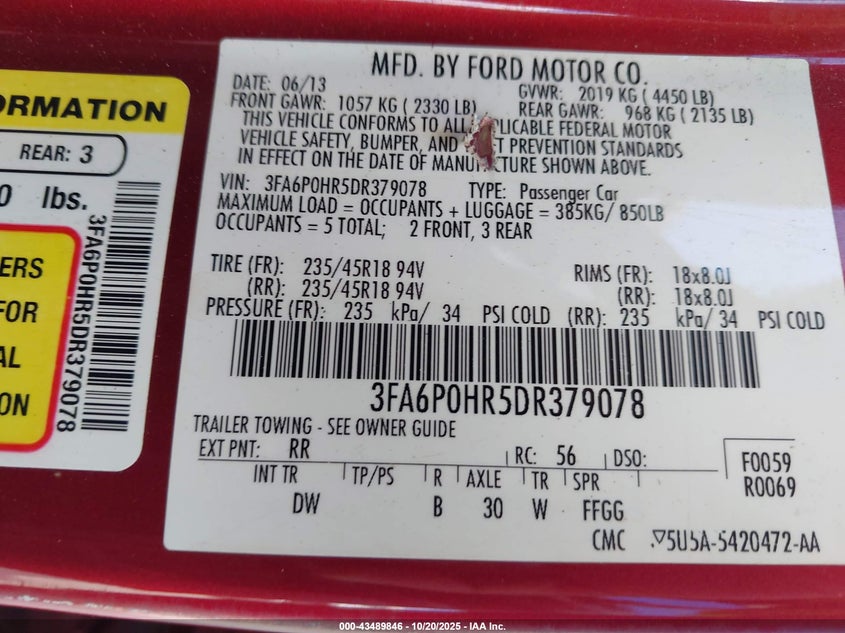 ORMATION
REAR: 3
0 lbs.
ERS
FOR
AL
ON
3FA6P0HR5DR379078
MFD. BY FORD MOTOR CO.
DATE: 06/13 GVWR: 2019 KG ( 4450 LB)
FRONT GAWR: 1057 KG ( 2330 LB) REAR GAWR: 968 KG ( 2135 LB)
THIS VEHICLE CONFORMS TO ALL PLICABLE FEDERAL MOTOR
VEHICLE SAFETY, BUMPER, AND T PREVENTION STANDARDS
IN EFFECT ON THE DATE OF MANUF CTURE SHOWN ABOVE.
VIN: 3FA6P0HR5DR379078 TYPE: Passenger Car
MAXIMUM LOAD = OCCUPANTS + LUGGAGE = 385KG/ 850LB
OCCUPANTS = 5 TOTAL; 2 FRONT, 3 REAR
TIRE (FR): 235/45R18 94V RIMS (FR): 18x8.0J
(RR): 235/45R18 94V (RR): 18x8.0J
PRESSURE (FR): 235 kPa/ 34 PSI COLD (RR): 235 kPa/ 34 PSI COLD
3FA6P0HR5DR379078
TRAILER TOWING - SEE OWNER GUIDE
EXT PNT: RR RC: 56 DSO: F0059
R0069
INT TR TP/PS R AXLE TR SPR
DW B 30 W FFGG
CMC 5U5A-5420472-AA
000-43489846 - 10/20/2025 - IAA Inc.